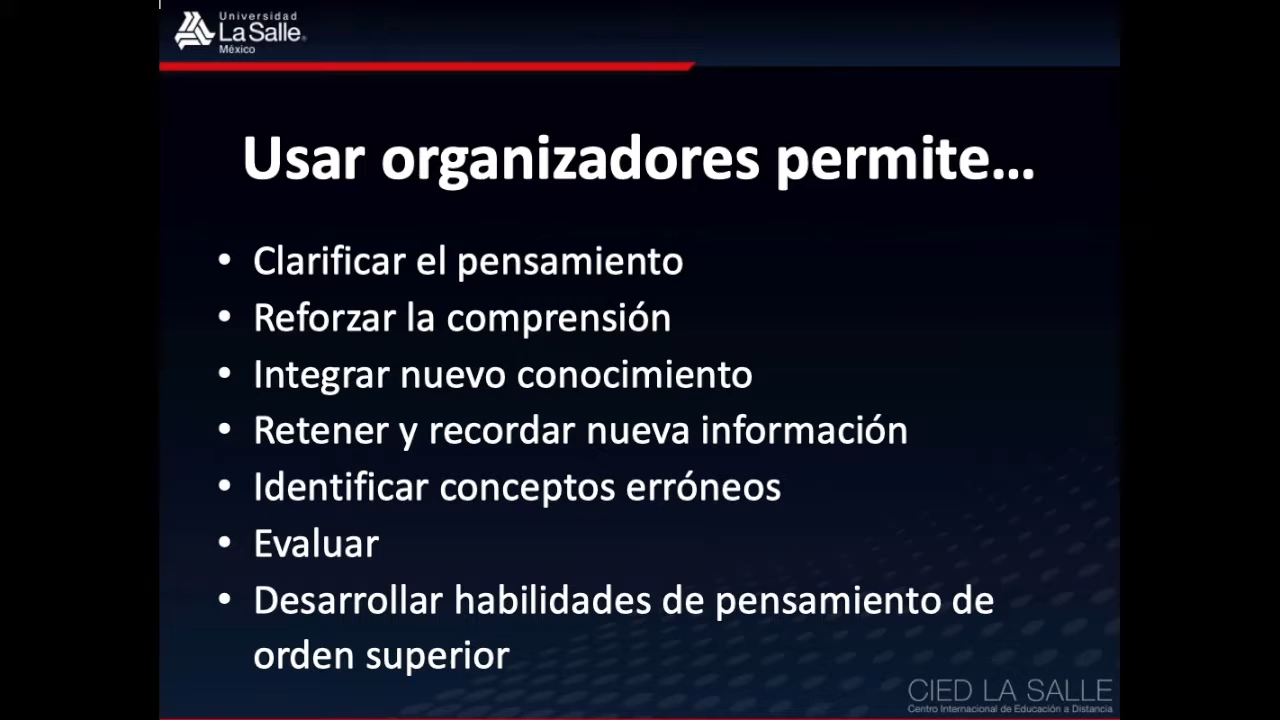 Universidad
La Salle
México
Usar organizadores permite...
• Clarificar el pensamiento
• Reforzar la comprensión
• Integrar nuevo conocimiento
• Retener y recordar nueva información
• Identificar conceptos erróneos
• Evaluar
• Desarrollar habilidades de pensamiento de
orden superior
CIED LA SALLE
Centro Internacional de Educación a Distancia